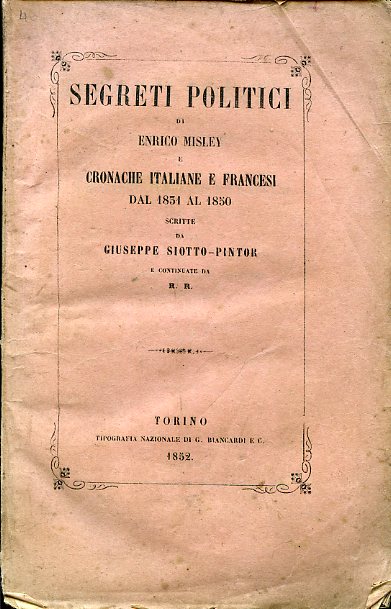 SEGRETI POLITICI
DI
ENRICO MISLEY
E
CRONACHE ITALIANE E FRANCESI
DAL 1831 AL 1850
SCRITTE
DA
GIUSEPPE SIOTTO-PINTOR
E CONTINUATE DA
R. R.
TORINO
TIPOGRAFIA NAZIONALE DI G. BIANCARDI E C.
1852.